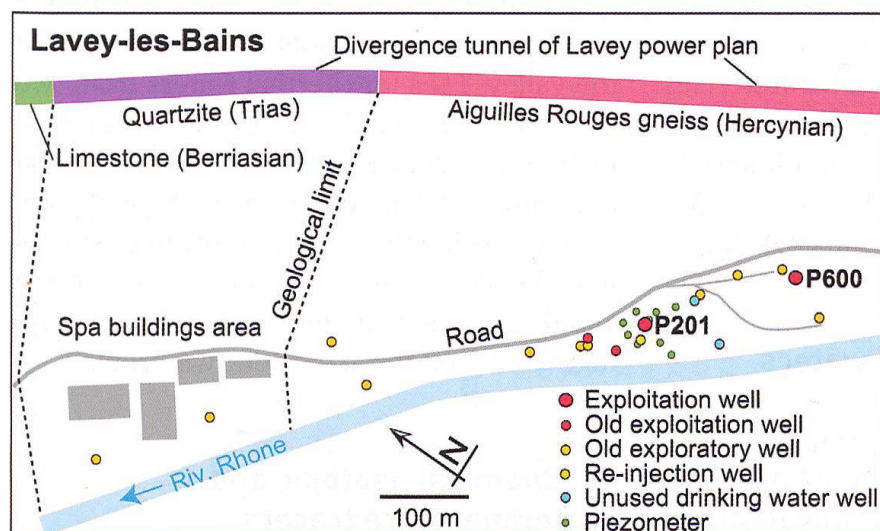 Lavey-les-Bains
Divergence tunnel of Lavey power plan
Quartzite (Trias)
Aiguilles Rouges gneiss (Hercynian)
Limestone (Berriasian)
Geological limit
P600
Spa buildings area
Road
P201
Riv. Rhone
N
100 m
Exploitation well
Old exploitation well
Old exploratory well
Re-injection well
Unused drinking water well
Piezometer